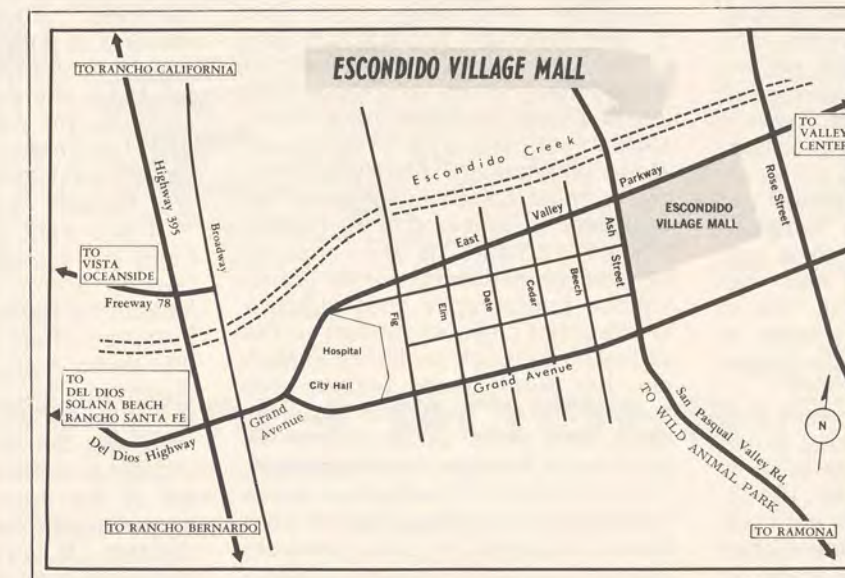 ESCONDIDO VILLAGE MALL
TO RANCHO CALIFORNIA
Highway 395
Broadway
Escondido Creek
TO
VALLEY
CENTER
East Valley Parkway
ESCONDIDO
VILLAGE MALL
Rose Street
Ash Street
TO
VISTA
OCEANSIDE
Freeway 78
Fig
Elm
Date
Cedar
Beech
Hospital
City Hall
TO
DEL DIOS
SOLANA BEACH
RANCHO SANTA FE
Del Dios Highway
Grand
Avenue
Grand Avenue
San Pasqual Valley Rd.
TO WILD ANIMAL PARK
N
TO RANCHO BERNARDO
TO RAMONA